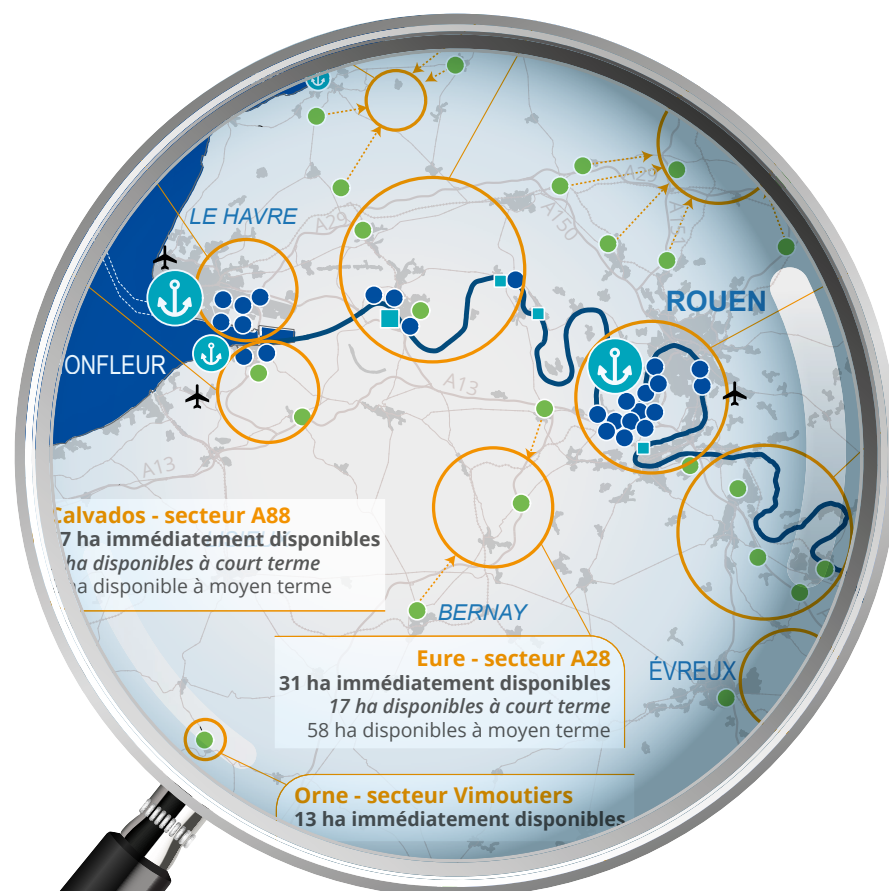 LE HAVRE
A29
A29
A150
ROUEN
ONFLEUR
A13
A13
Calvados - secteur A88
7 ha immédiatement disponibles
ha disponibles à court terme
ha disponible à moyen terme
BERNAY
Eure - secteur A28
31 ha immédiatement disponibles
17 ha disponibles à court terme
58 ha disponibles à moyen terme
ÉVREUX
Orne - secteur Vimoutiers
13 ha immédiatement disponibles